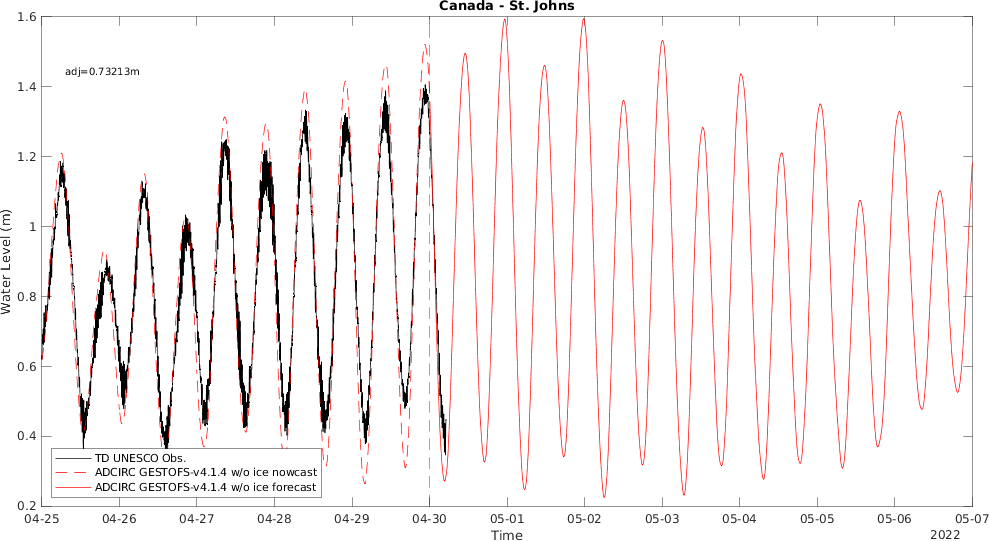 Canada - St. Johns
1.6
1.4
1.2
1
0.8
0.6
0.4
0.2
Water Level (m)
adj=0.73213m
TD UNESCO Obs.
ADCIRC GESTOFS-v4.1.4 w/o ice nowcast
ADCIRC GESTOFS-v4.1.4 w/o ice forecast
04-25 04-26 04-27 04-28 04-29 04-30 05-01 05-02 05-03 05-04 05-05 05-06 05-07
Time
2022